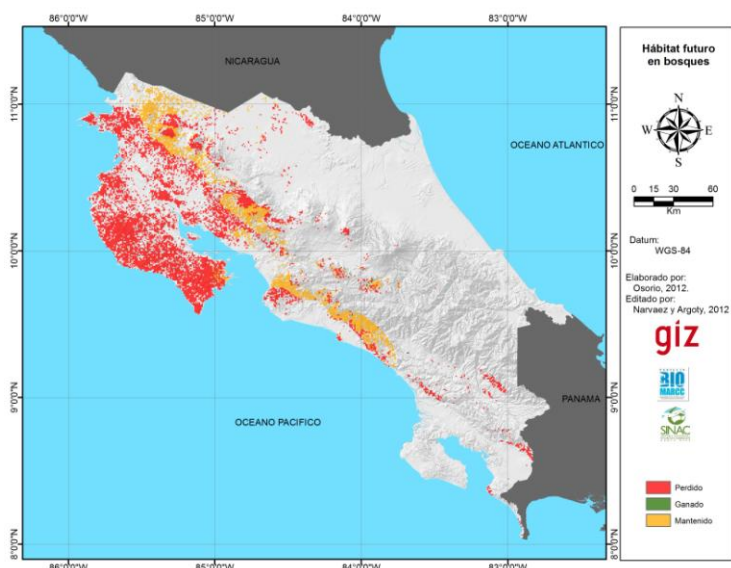 86°0'0"W 85°0'0"W 84°0'0"W 83°0'0"W
NICARAGUA
OCEANO ATLANTICO
OCEANO PACIFICO
PANAMA
11°0'0"N
11°0'0"N
10°0'0"N
10°0'0"N
9°0'0"N
9°0'0"N
8°0'0"N
8°0'0"N
86°0'0"W 85°0'0"W 84°0'0"W 83°0'0"W
Hábitat futuro
en bosques
N
W E
S
0 15 30 60
Km
Datum:
WGS-84
Elaborado por:
Osorio, 2012.
Editado por:
Narvaez y Argoty, 2012
giz
BIO
MARCC
SINAC
Perdido
Ganado
Mantenido